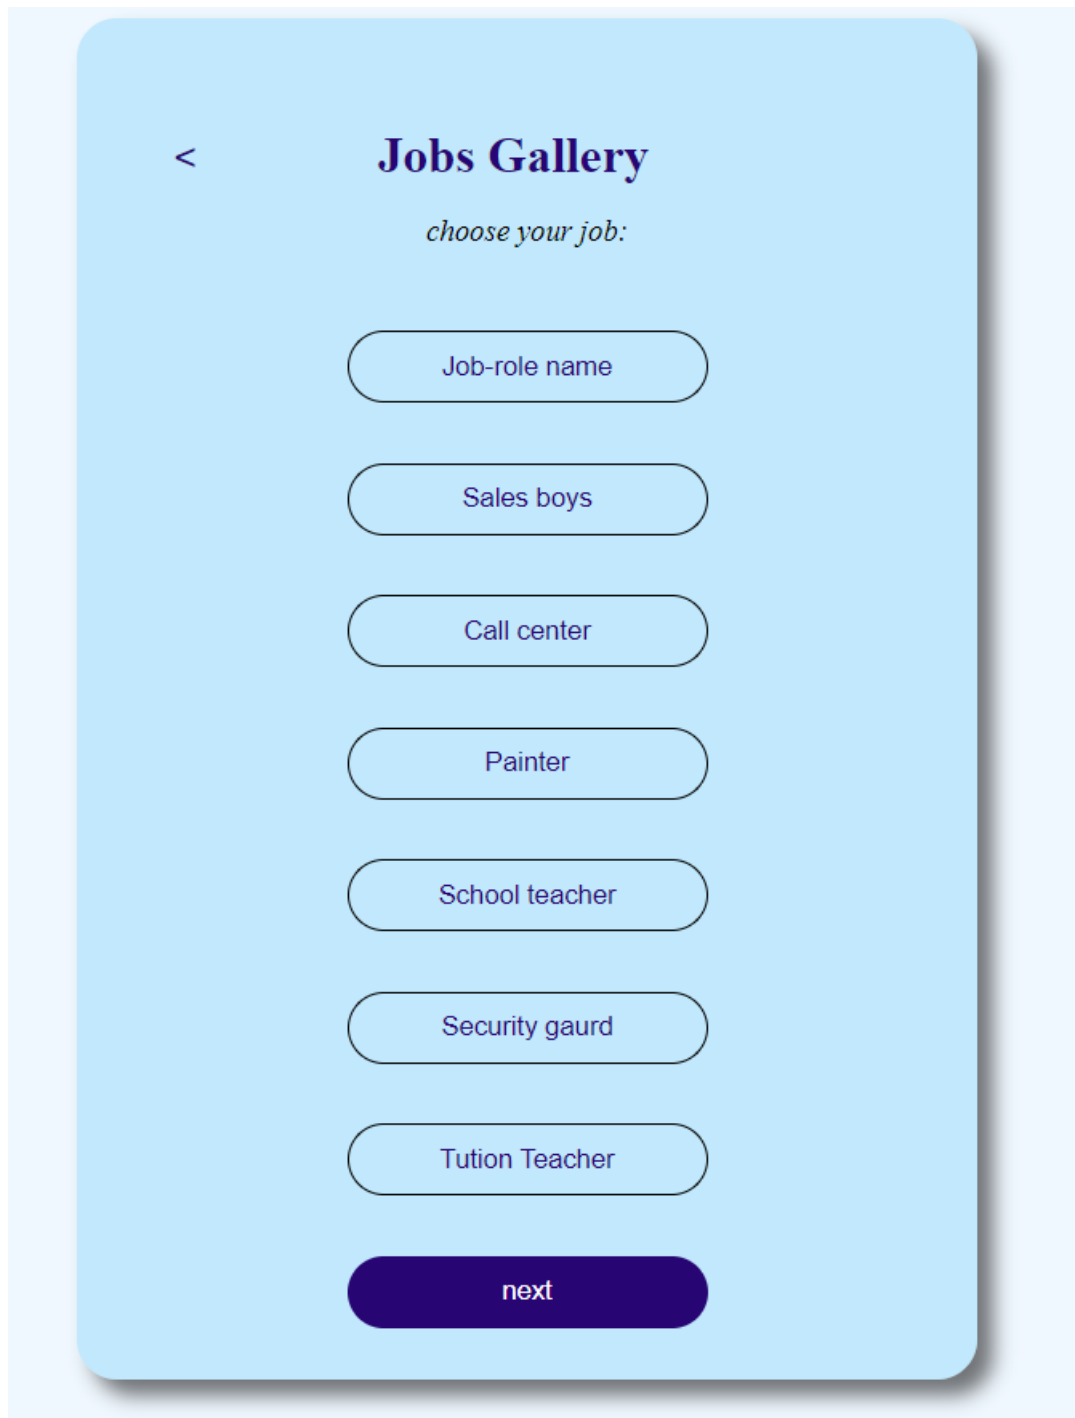 < Jobs Gallery
choose your job:
Job-role name
Sales boys
Call center
Painter
School teacher
Security gaurd
Tution Teacher
next